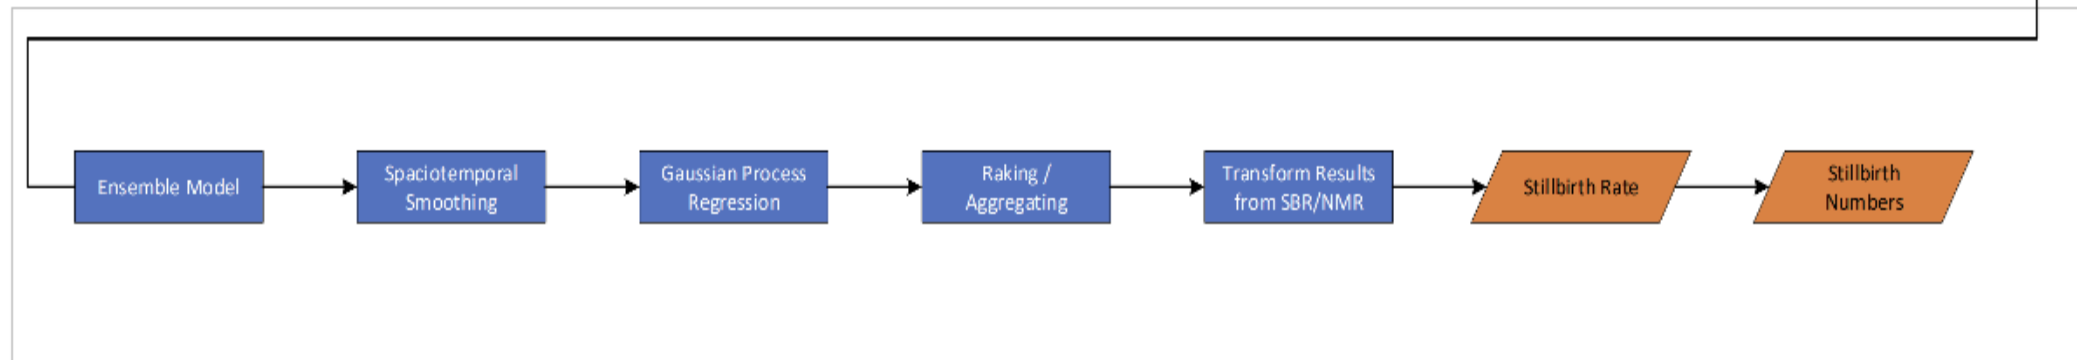 Ensemble Model
Spaciotemporal
Smoothing
Gaussian Process
Regression
Raking /
Aggregating
Transform Results
from SBR/NMR
Stillbirth Rate
Stillbirth
Numbers